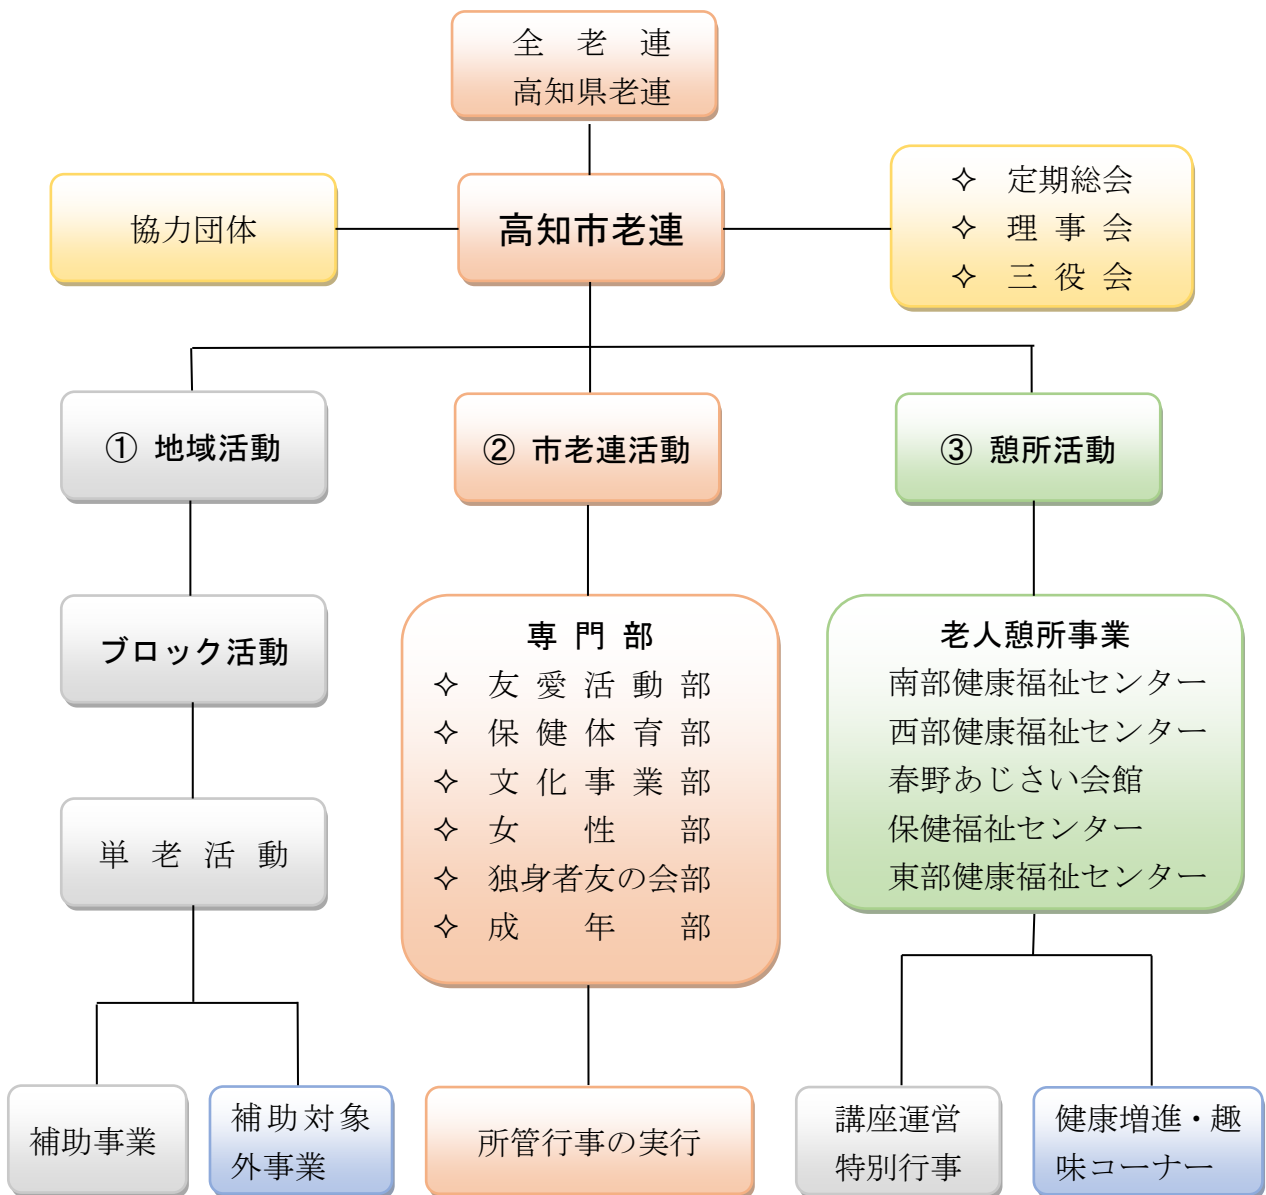 全 老 連
高知県老連
協力団体
高知市老連
✧ 定期総会
✧ 理 事 会
✧ 三 役 会
① 地域活動
② 市老連活動
③ 憩所活動
ブロック活動
単 老 活 動
専 門 部
✧ 友 愛 活 動 部
✧ 保 健 体 育 部
✧ 文 化 事 業 部
✧ 女 性 部
✧ 独身者友の会部
✧ 成 年 部
老人憩所事業
南部健康福祉センター
西部健康福祉センター
春野あじさい会館
保健福祉センター
東部健康福祉センター
補助事業
補助対象
外事業
所管行事の実行
講座運営
特別行事
健康増進・趣
味コーナー